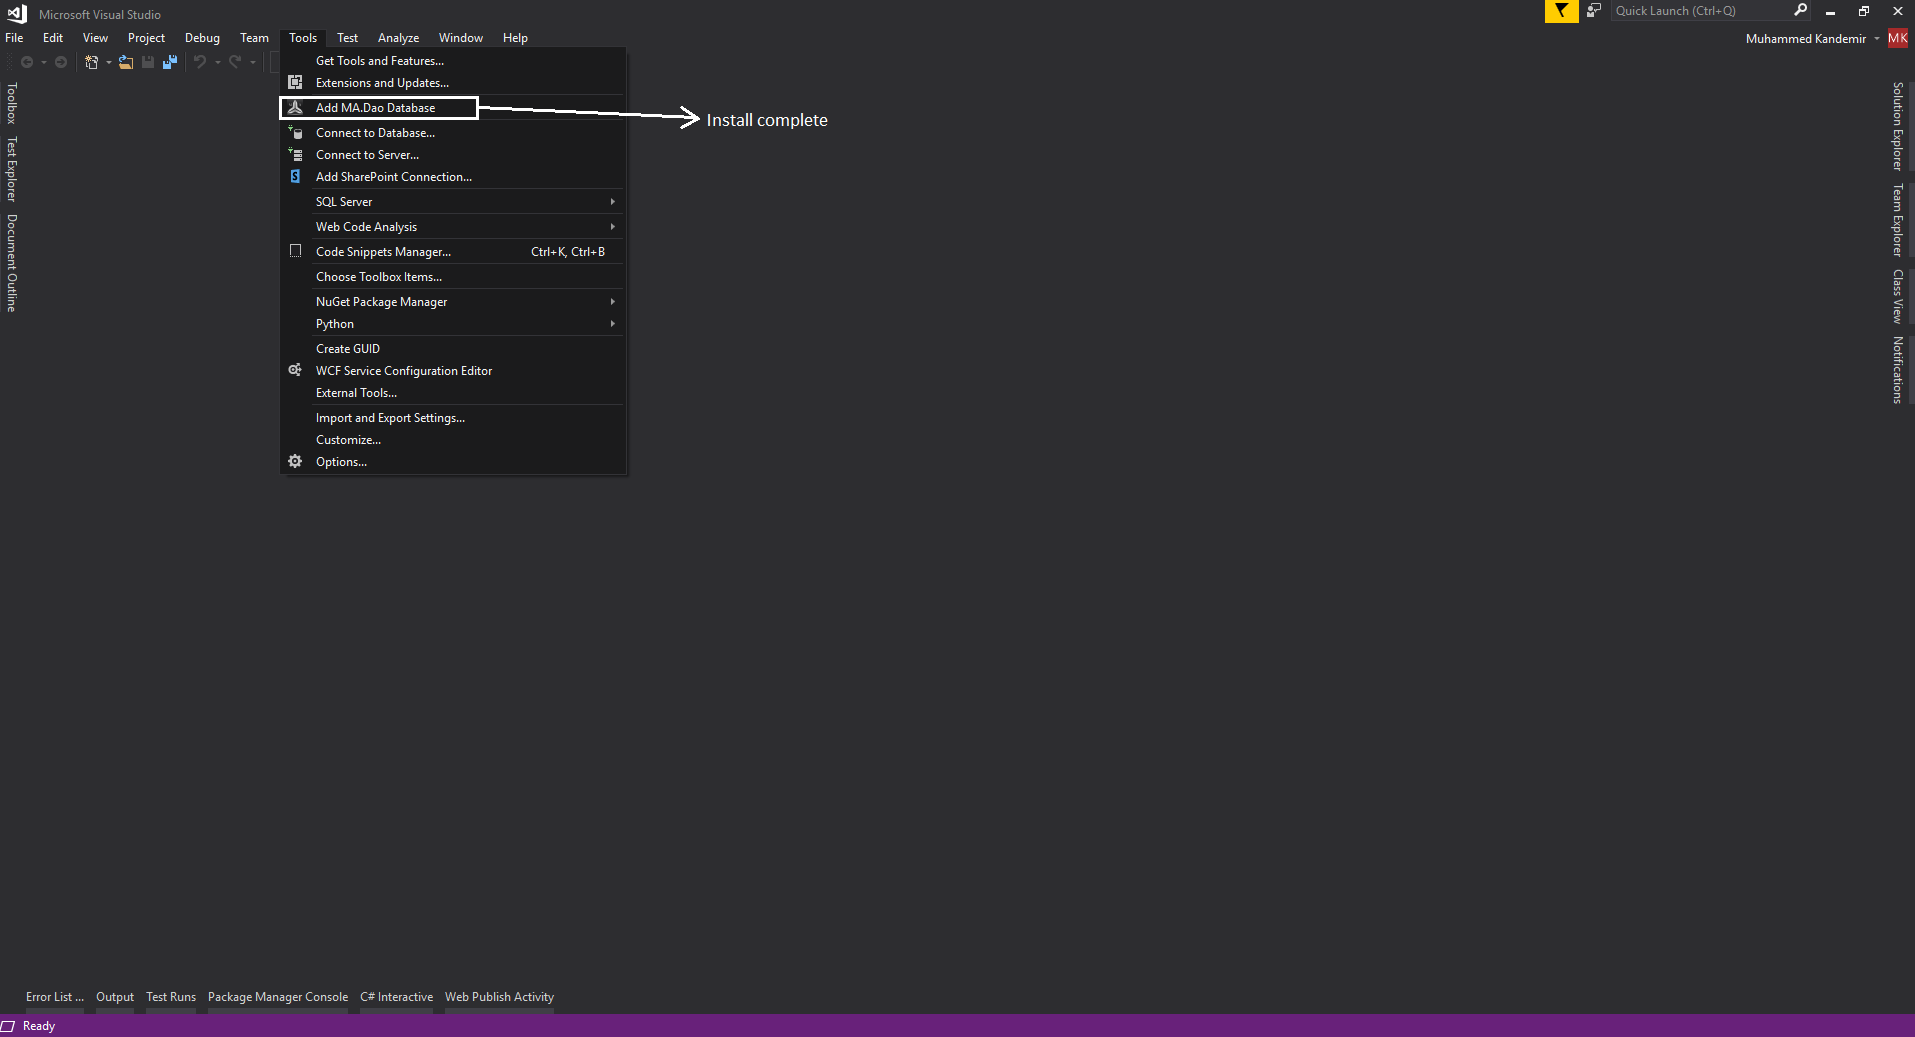 Microsoft Visual Studio
Quick Launch (Ctrl+Q)
File Edit View Project Debug Team Tools Test Analyze Window Help
Muhammed Kandemir MK
Get Tools and Features...
Extensions and Updates...
Add MA.Dao Database
Install complete
Connect to Database...
Connect to Server...
Add SharePoint Connection...
SQL Server
Web Code Analysis
Code Snippets Manager... Ctrl+K, Ctrl+B
Choose Toolbox Items...
NuGet Package Manager
Python
Create GUID
WCF Service Configuration Editor
External Tools...
Import and Export Settings...
Customize...
Options...
Toolbox
Test Explorer
Document Outline
Solution Explorer
Team Explorer
Class View
Notifications
Error List ... Output Test Runs Package Manager Console C# Interactive Web Publish Activity
Ready